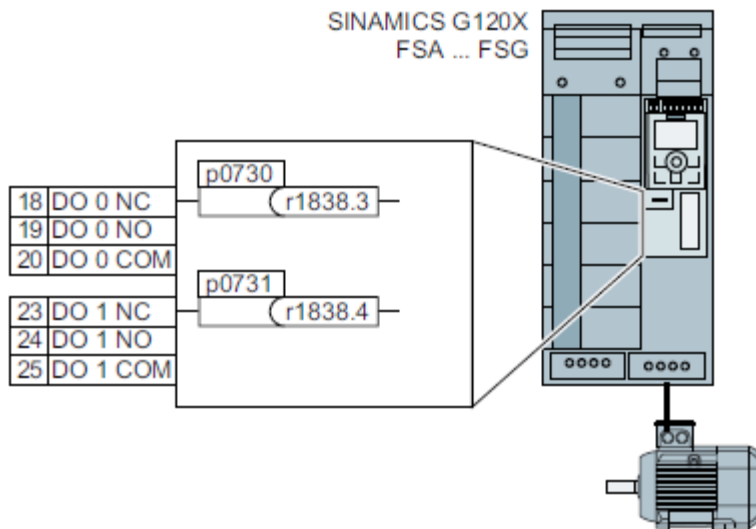 SINAMICS G120X
FSA ... FSG
p0730
18 DO 0 NC r1838.3
19 DO 0 NO
20 DO 0 COM
p0731
23 DO 1 NC r1838.4
24 DO 1 NO
25 DO 1 COM